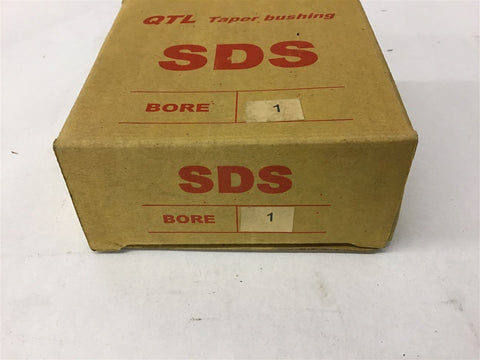 QTL Taper bushing
SDS
BORE 1
SDS
BORE 1